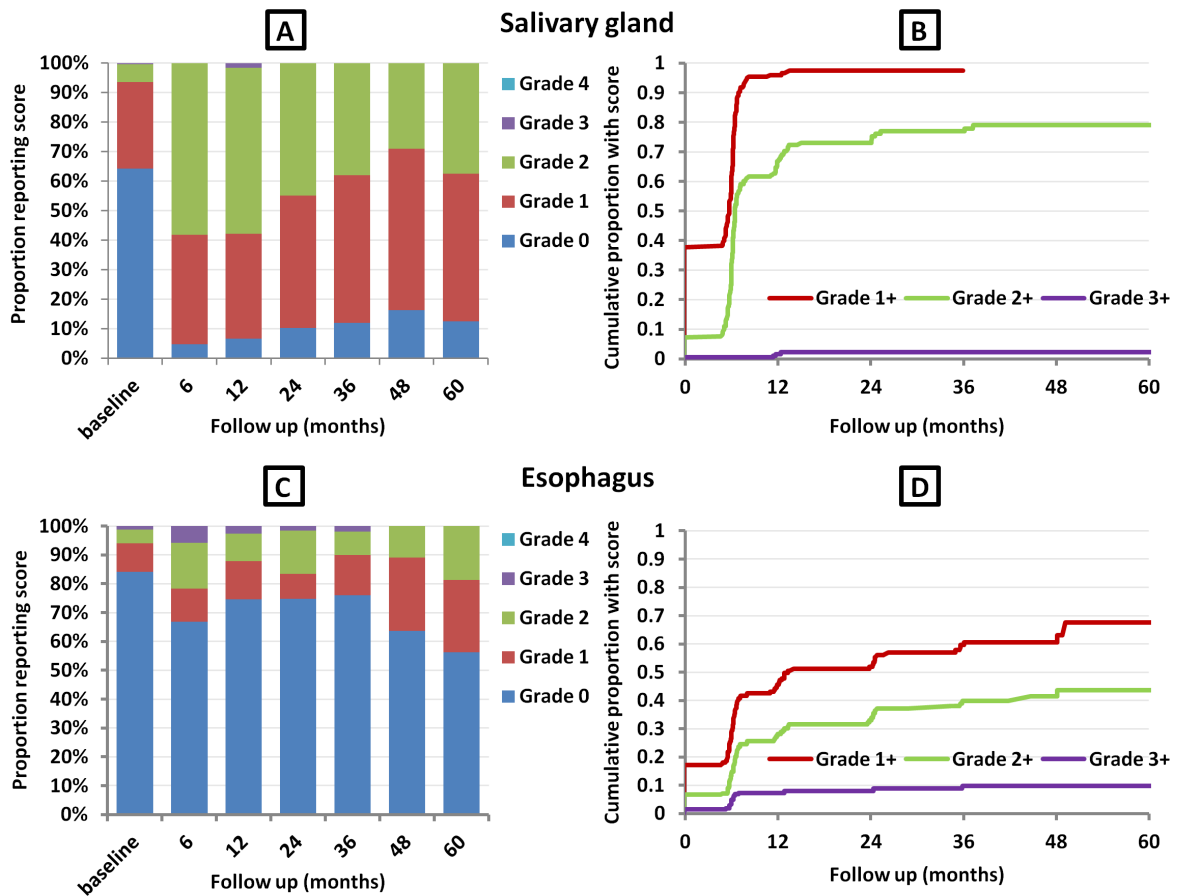 Salivary gland
A
Proportion reporting score
100%
90%
80%
70%
60%
50%
40%
30%
20%
10%
0%
baseline
6
12
24
36
48
60
Follow up (months)
Grade 4
Grade 3
Grade 2
Grade 1
Grade 0
B
Cumulative proportion with score
1
0.9
0.8
0.7
0.6
0.5
0.4
0.3
0.2
0.1
0
Grade 1+ Grade 2+ Grade 3+
0 12 24 36 48 60
Follow up (months)
Esophagus
C
Proportion reporting score
100%
90%
80%
70%
60%
50%
40%
30%
20%
10%
0%
baseline
6
12
24
36
48
60
Follow up (months)
Grade 4
Grade 3
Grade 2
Grade 1
Grade 0
D
Cumulative proportion with score
1
0.9
0.8
0.7
0.6
0.5
0.4
0.3
0.2
0.1
0
Grade 1+ Grade 2+ Grade 3+
0 12 24 36 48 60
Follow up (months)